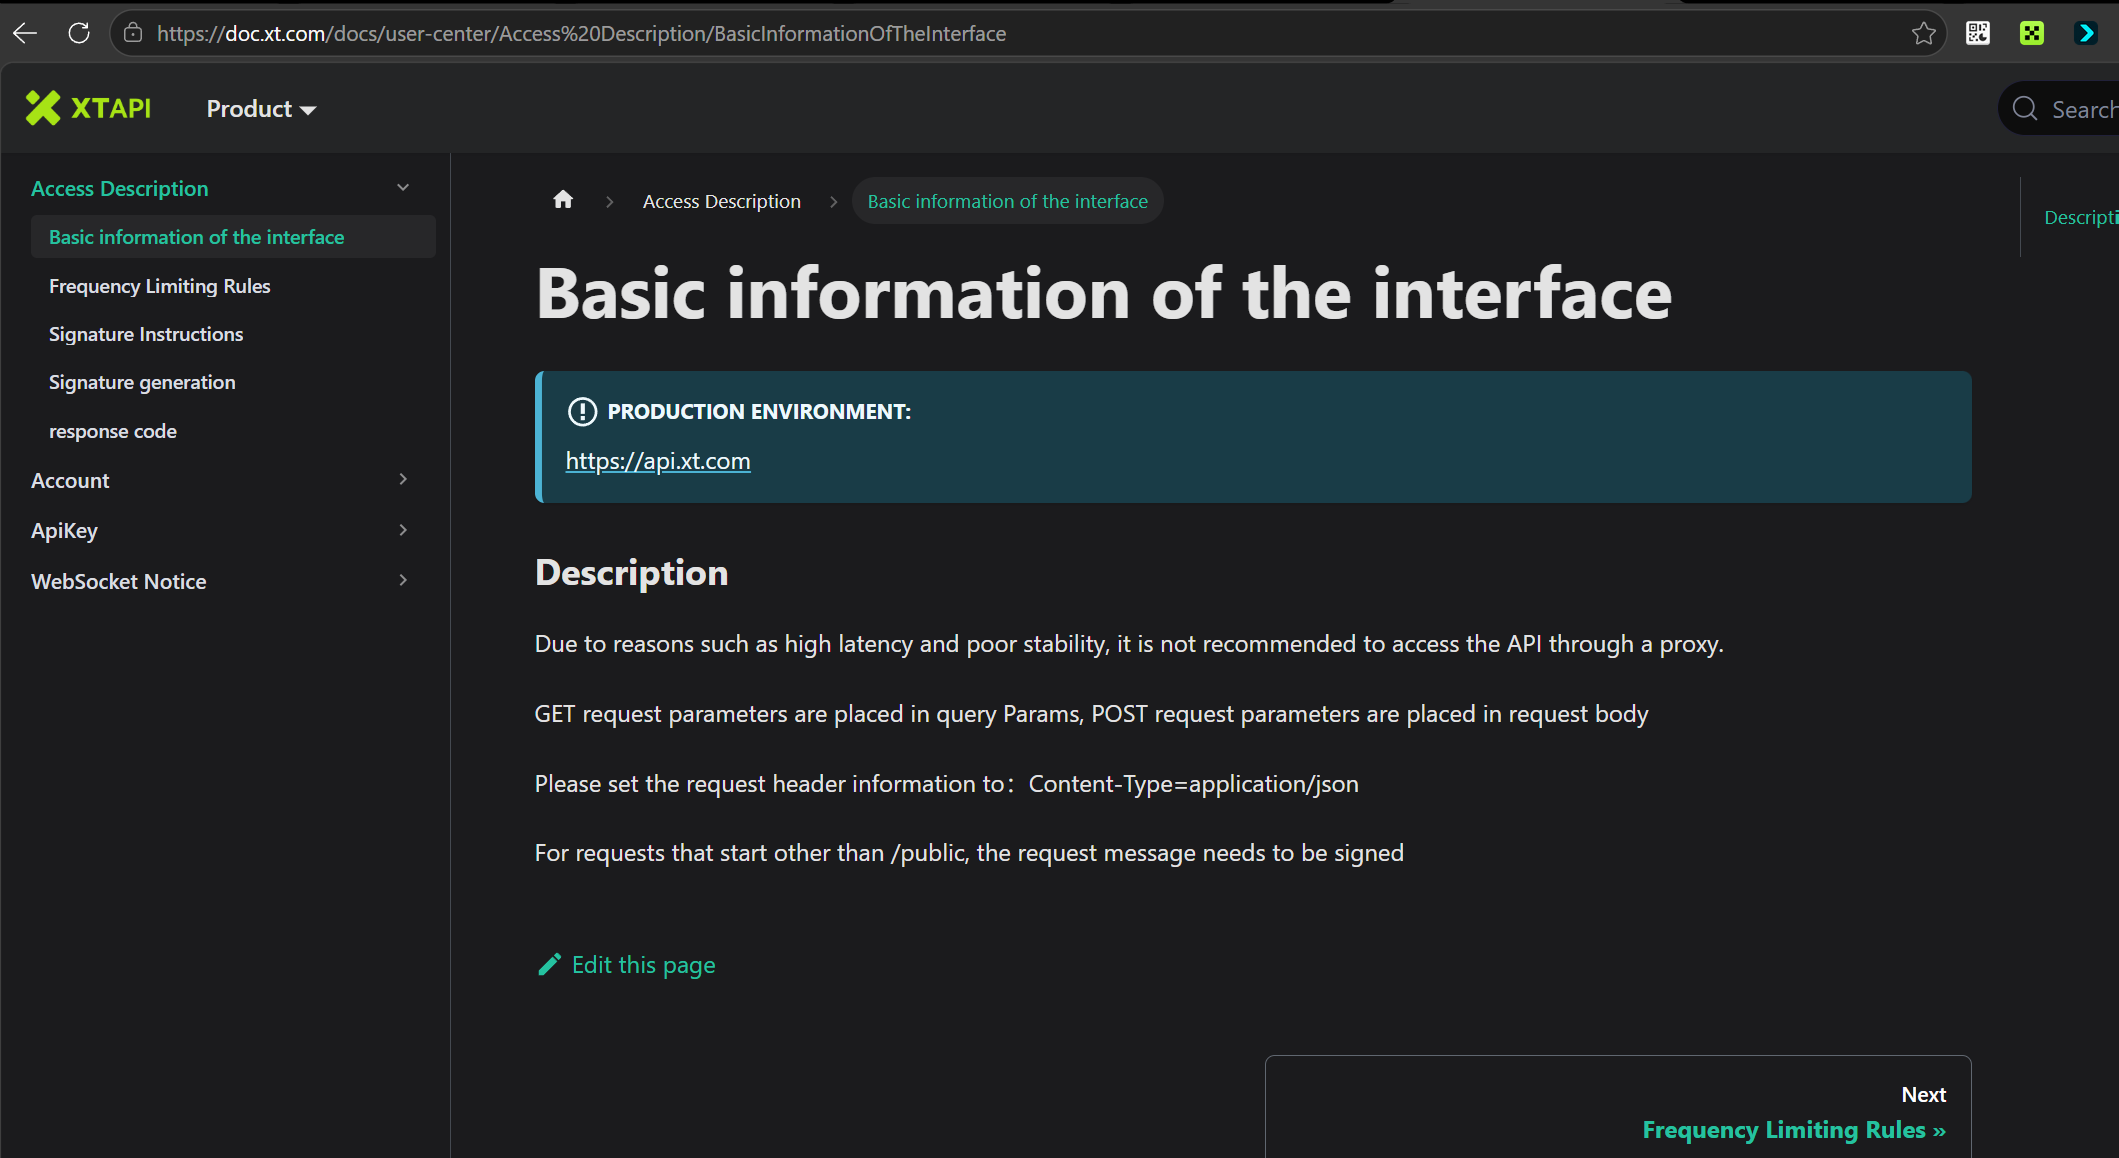 https://doc.xt.com/docs/user-center/Access%20Description/BasicInformationOfTheInterface
XTAPI
Product
Search
Access Description
Basic information of the interface
Frequency Limiting Rules
Signature Instructions
Signature generation
response code
Account
ApiKey
WebSocket Notice
Access Description
Basic information of the interface
Basic information of the interface
PRODUCTION ENVIRONMENT:
https://api.xt.com
Description
Due to reasons such as high latency and poor stability, it is not recommended to access the API through a proxy.
GET request parameters are placed in query Params, POST request parameters are placed in request body
Please set the request header information to：Content-Type=application/json
For requests that start other than /public, the request message needs to be signed
Edit this page
Next
Frequency Limiting Rules »
Descripti